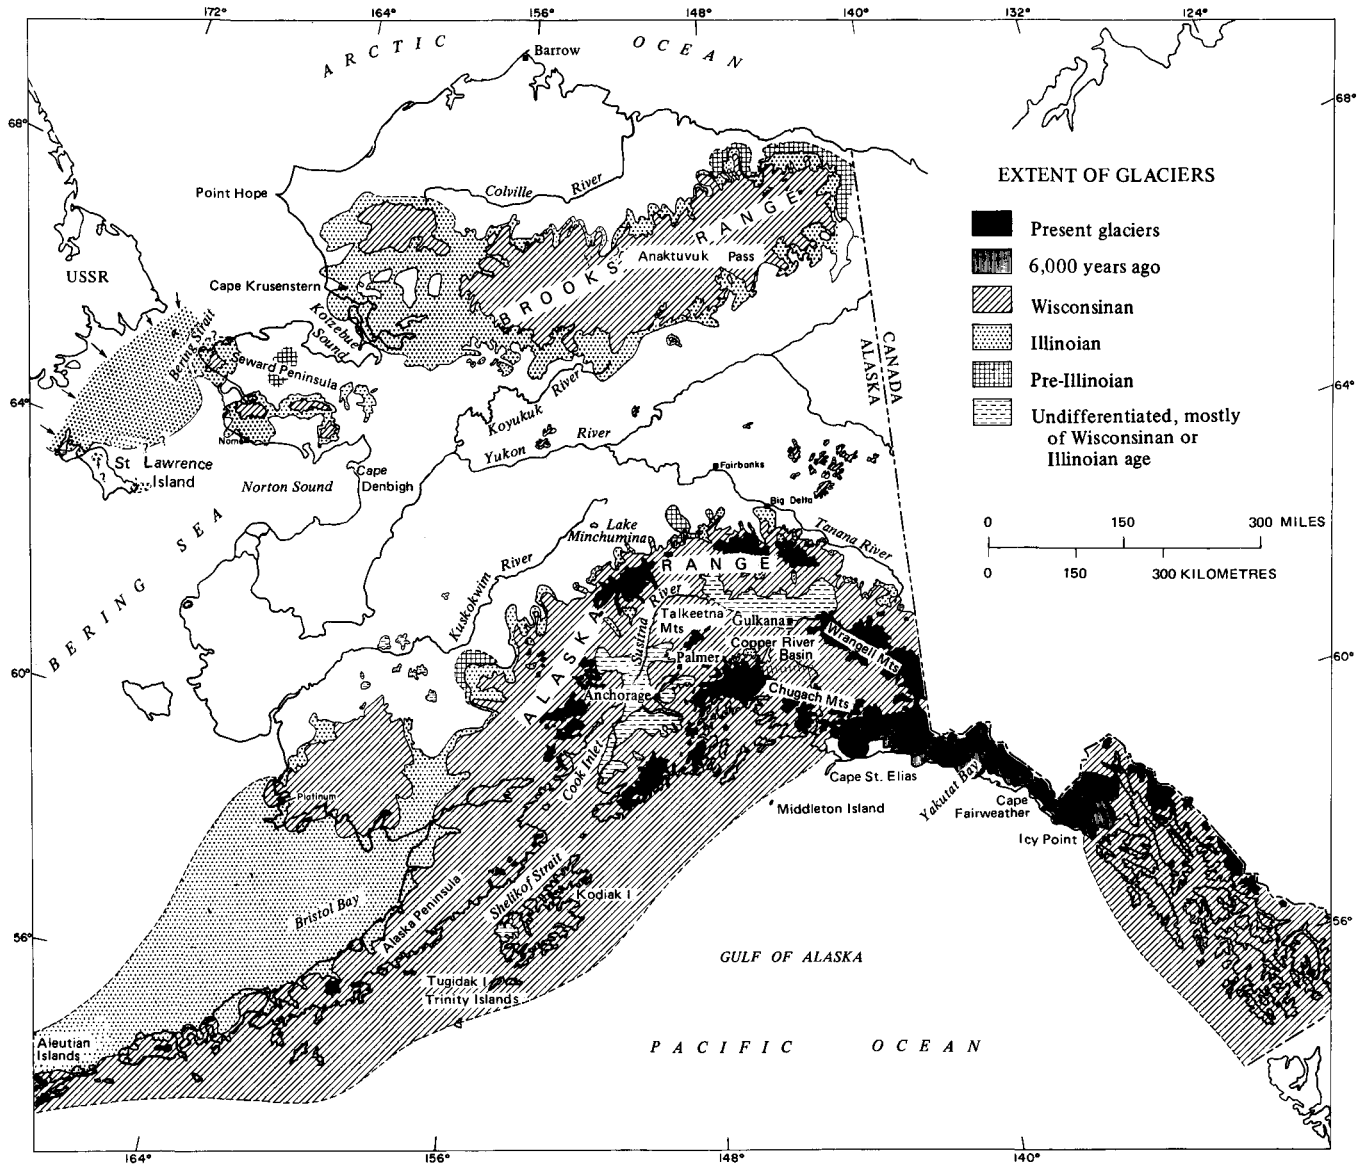 172° 164° 156° 148° 140° 132° 124°
ARCTIC OCEAN
Barrow
68° 68°
EXTENT OF GLACIERS
Present glaciers
6,000 years ago
Wisconsinan
Illinoian
Pre-Illinoian
Undifferentiated, mostly
of Wisconsinan or
Illinoian age
0 150 300 MILES
0 150 300 KILOMETRES
Point Hope
Colville River
BROOKS RANGE
Anaktuvuk Pass
USSR
Cape Krusenstern
Kotzebue
Sound
Bering Strait
Seward Peninsula
CANADA
ALASKA
64° 64°
Koyukuk River
Yukon River
Nome
St Lawrence
Island
?
?
Norton Sound
Cape
Denbigh
Fairbanks
Big Delta
Tanana River
BERING SEA
Lake
Minchumina
Kuskokwim River
ALASKA RANGE
Susitna River
Talkeetna
Mts
Gulkana
Copper River
Basin
Wrangell Mts
Palmer
60° 60°
Anchorage
Chugach Mts
Cook Inlet
Cape St. Elias
Yakutat Bay
Middleton Island
Cape
Fairweather
Icy Point
Platinum
Bristol Bay
Alaska Peninsula
Shelikof Strait
Kodiak I
56° 56°
Tugidak I
Trinity Islands
GULF OF ALASKA
Aleutian
Islands
PACIFIC OCEAN
164° 156° 148° 140°